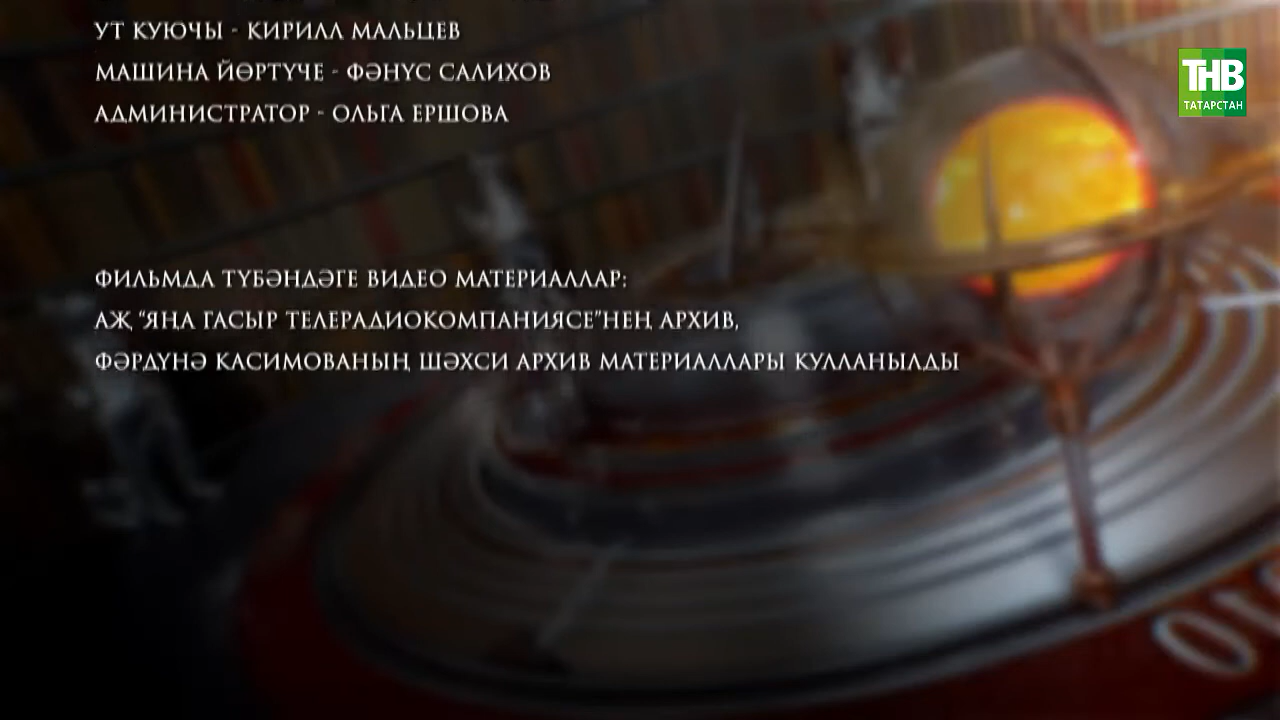 УТ КУЮЧЫ - КИРИЛЛ МАЛЬЦЕВ
МАШИНА ЙӨРТҮЧЕ - ФӘНҮС САЛИХОВ
АДМИНИСТРАТОР - ОЛЬГА ЕРШОВА
ФИЛЬМДА ТҮБӘНДӘГЕ ВИДЕО МАТЕРИАЛЛАР:
АҖ "ЯҢА ГАСЫР ТЕЛЕРАДИОКОМПАНИЯСЕ"НЕҢ АРХИВ,
ФӘРДҮНӘ КАСИМОВАНЫҢ ШӘХСИ АРХИВ МАТЕРИАЛЛАРЫ КУЛЛАНЫЛДЫ
ТНВ
ТАТАРСТАН